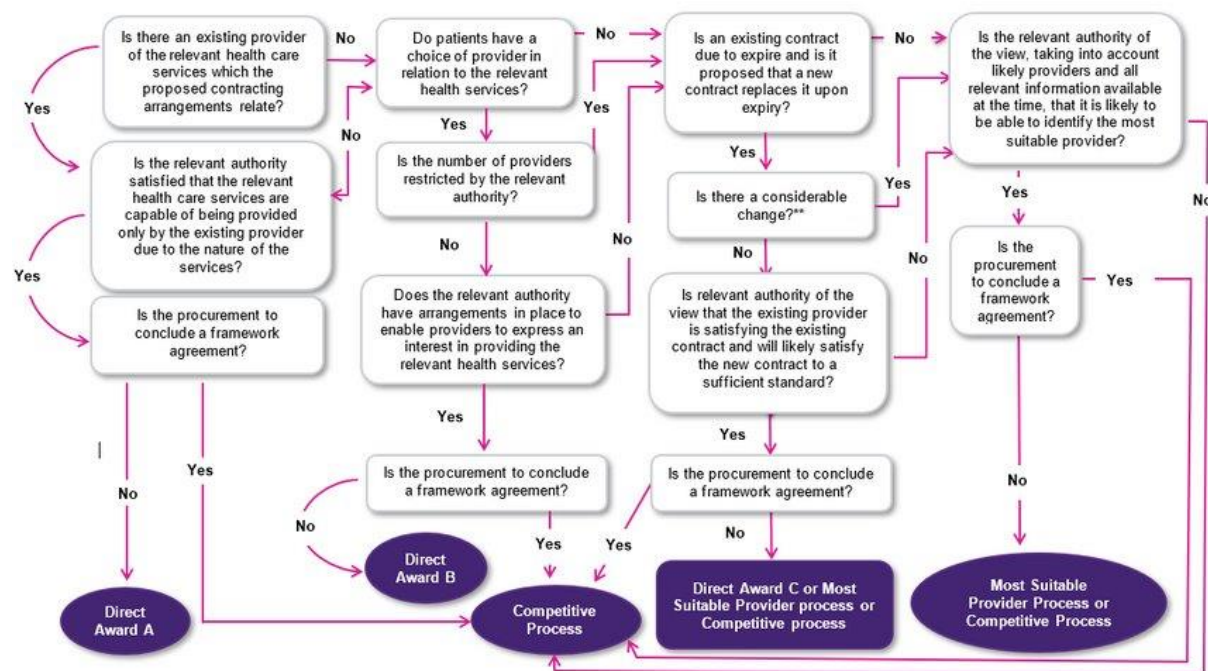 Is there an existing provider
of the relevant health care
services which the
proposed contracting
arrangements relate?
No
Yes
Is the relevant authority
satisfied that the relevant
health care services are
capable of being provided
only by the existing provider
due to the nature of the
services?
No
Yes
Is the procurement to
conclude a framework
agreement?
No
Yes
Direct
Award A
Do patients have a
choice of provider in
relation to the relevant
health services?
No
Yes
Is the number of providers
restricted by the relevant
authority?
Yes
No
Does the relevant authority
have arrangements in place to
enable providers to express an
interest in providing the
relevant health services?
No
Yes
Is the procurement to conclude
a framework agreement?
No
Yes
Direct
Award B
Competitive
Process
Is an existing contract
due to expire and is it
proposed that a new
contract replaces it upon
expiry?
No
Yes
Is there a considerable
change?**
Yes
No
Is relevant authority of the
view that the existing provider
is satisfying the existing
contract and will likely satisfy
the new contract to a
sufficient standard?
No
Yes
Is the procurement to conclude
a framework agreement?
Yes
No
Direct Award C or Most
Suitable Provider process or
Competitive process
Is the relevant authority
of the view, taking into
account likely providers and all
relevant information available
at the time, that it is likely to
be able to identify the most
suitable provider?
Yes
No
Is the
procurement
to conclude a
framework
agreement?
Yes
No
Most Suitable
Provider Process or
Competitive Process